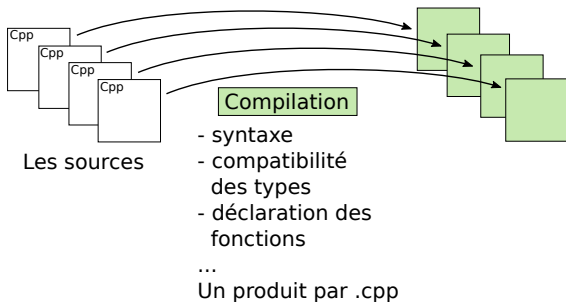 Cpp
Cpp
Cpp
Cpp
Les sources
Compilation
- syntaxe
- compatibilité
des types
- déclaration des
fonctions
...
Un produit par .cpp